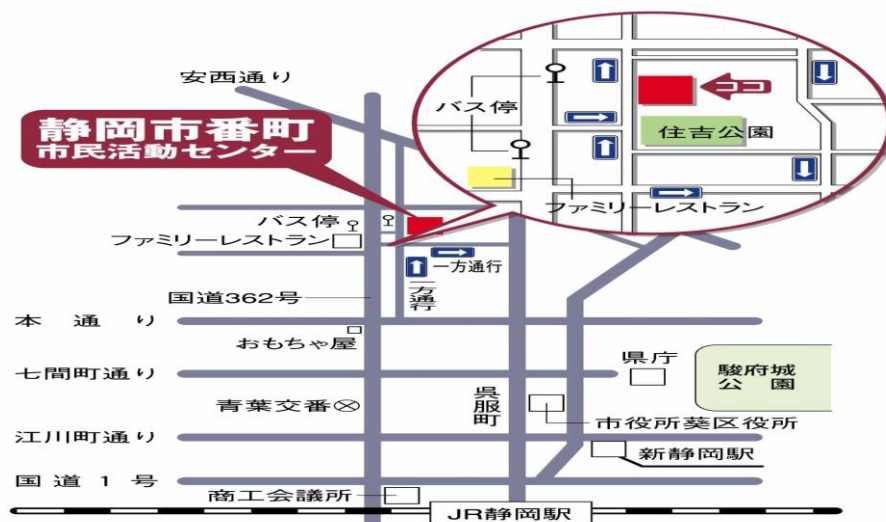 安西通り
静岡市番町
市民活動センター
バス停
ココ
住吉公園
ファミリーレストラン
バス停
ファミリーレストラン
一方通行
一方通行
国道362号
本通り
おもちゃ屋
七間町通り
県庁
駿府城
公園
呉服町
青葉交番
市役所葵区役所
江川町通り
新静岡駅
国道1号
商工会議所
JR静岡駅